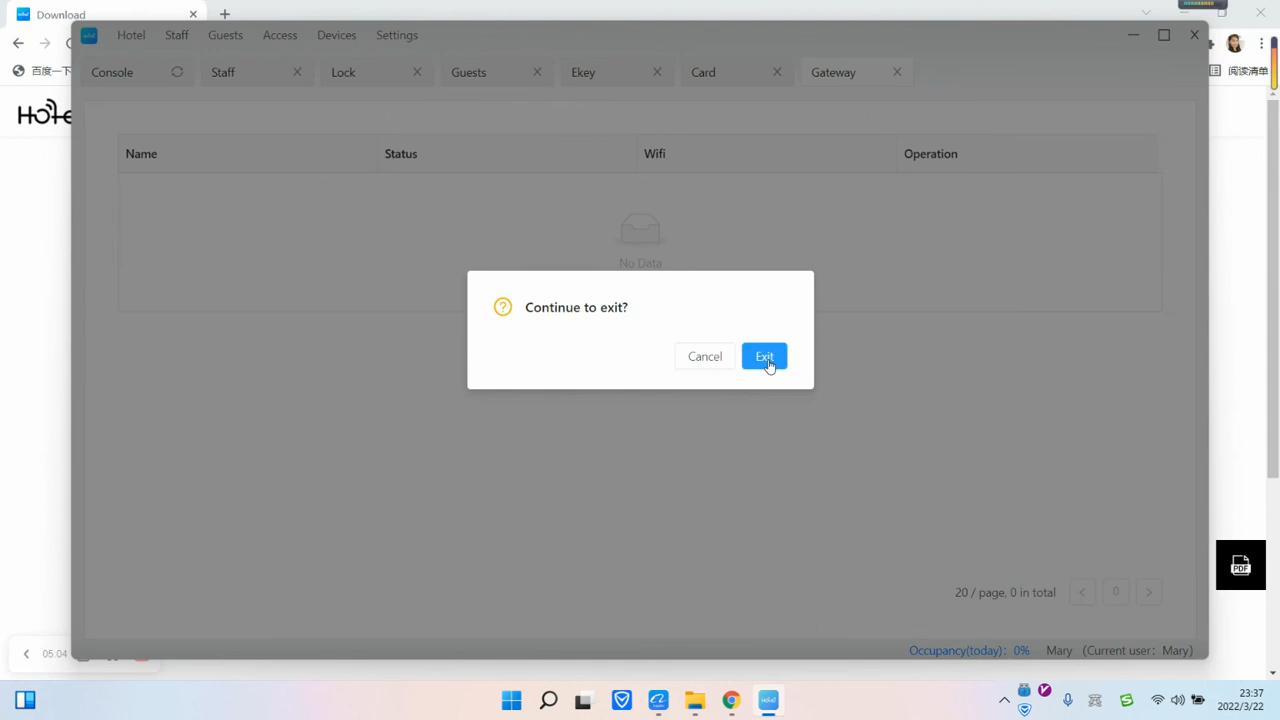 Download
百度一下
阅读清单
Hote
Hotel Staff Guests Access Devices Settings
Console Staff Lock Guests Ekey Card Gateway
Name Status Wifi Operation
No Data
Continue to exit?
Cancel Exit
PDF
20 / page, 0 in total 0
05:04
Occupancy(today): 0% Mary (Current user: Mary)
23:37
2022/3/22